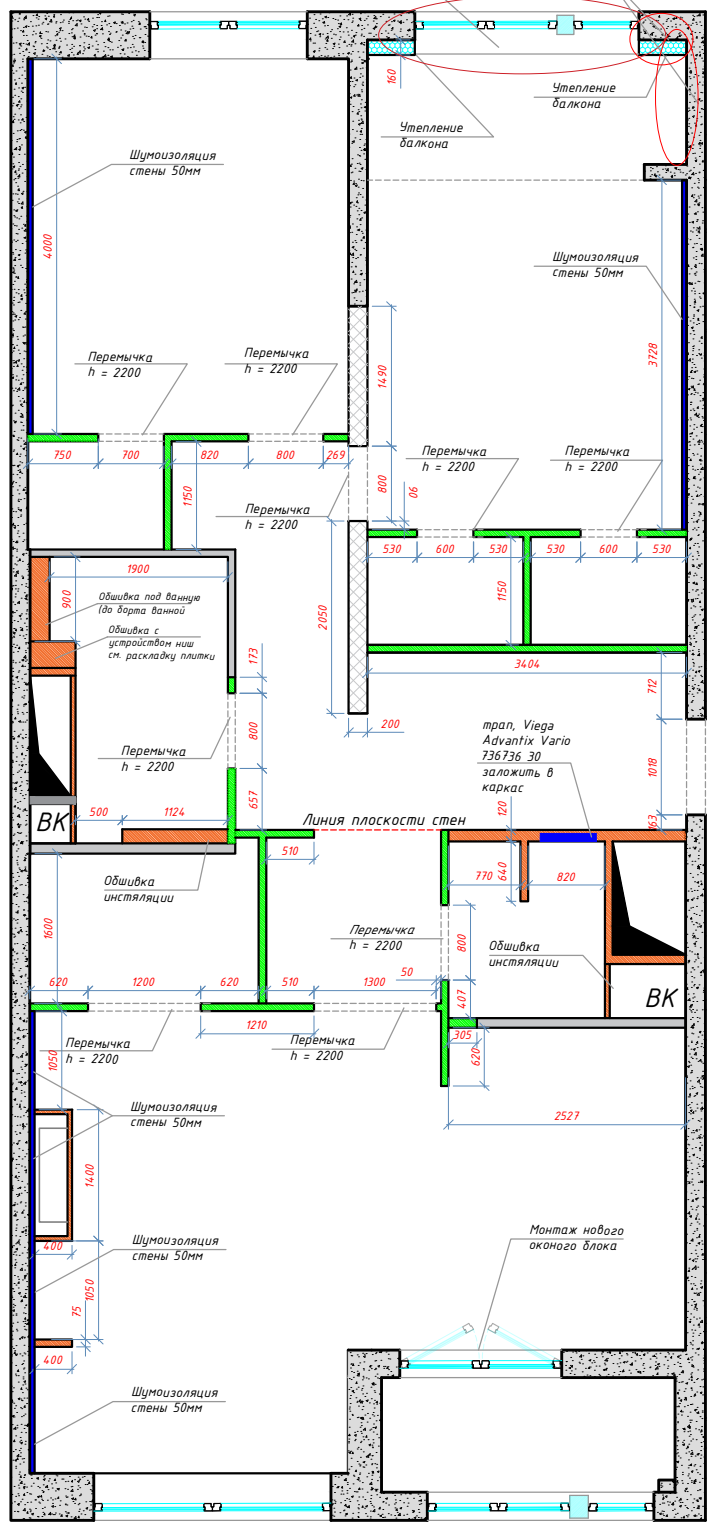 160
Утепление
балкона
Утепление
балкона
Шумоизоляция
стены 50мм
4000
Шумоизоляция
стены 50мм
3728
1490
Перемычка
h = 2200
Перемычка
h = 2200
750
700
820
800
269
1150
Перемычка
h = 2200
800
90
Перемычка
h = 2200
Перемычка
h = 2200
530
600
530
530
600
530
1150
1900
900
Обшивка под ванную
(до борта ванной
Обшивка с
устройством ниш
см. раскладку плитки
2050
173
3404
712
200
800
Перемычка
h = 2200
трап, Viega
Advantix Vario
736736 30
заложить в
каркас
1018
657
120
163
ВК
500
1124
Линия плоскости стен
510
Обшивка
инстяляции
770
640
820
1600
Перемычка
h = 2200
800
Обшивка
инстяляции
50
407
ВК
620
1200
620
510
1300
1210
305
620
1050
Перемычка
h = 2200
Перемычка
h = 2200
Шумоизоляция
стены 50мм
2527
1400
400
Шумоизоляция
стены 50мм
Монтаж нового
оконого блока
1050
75
400
Шумоизоляция
стены 50мм